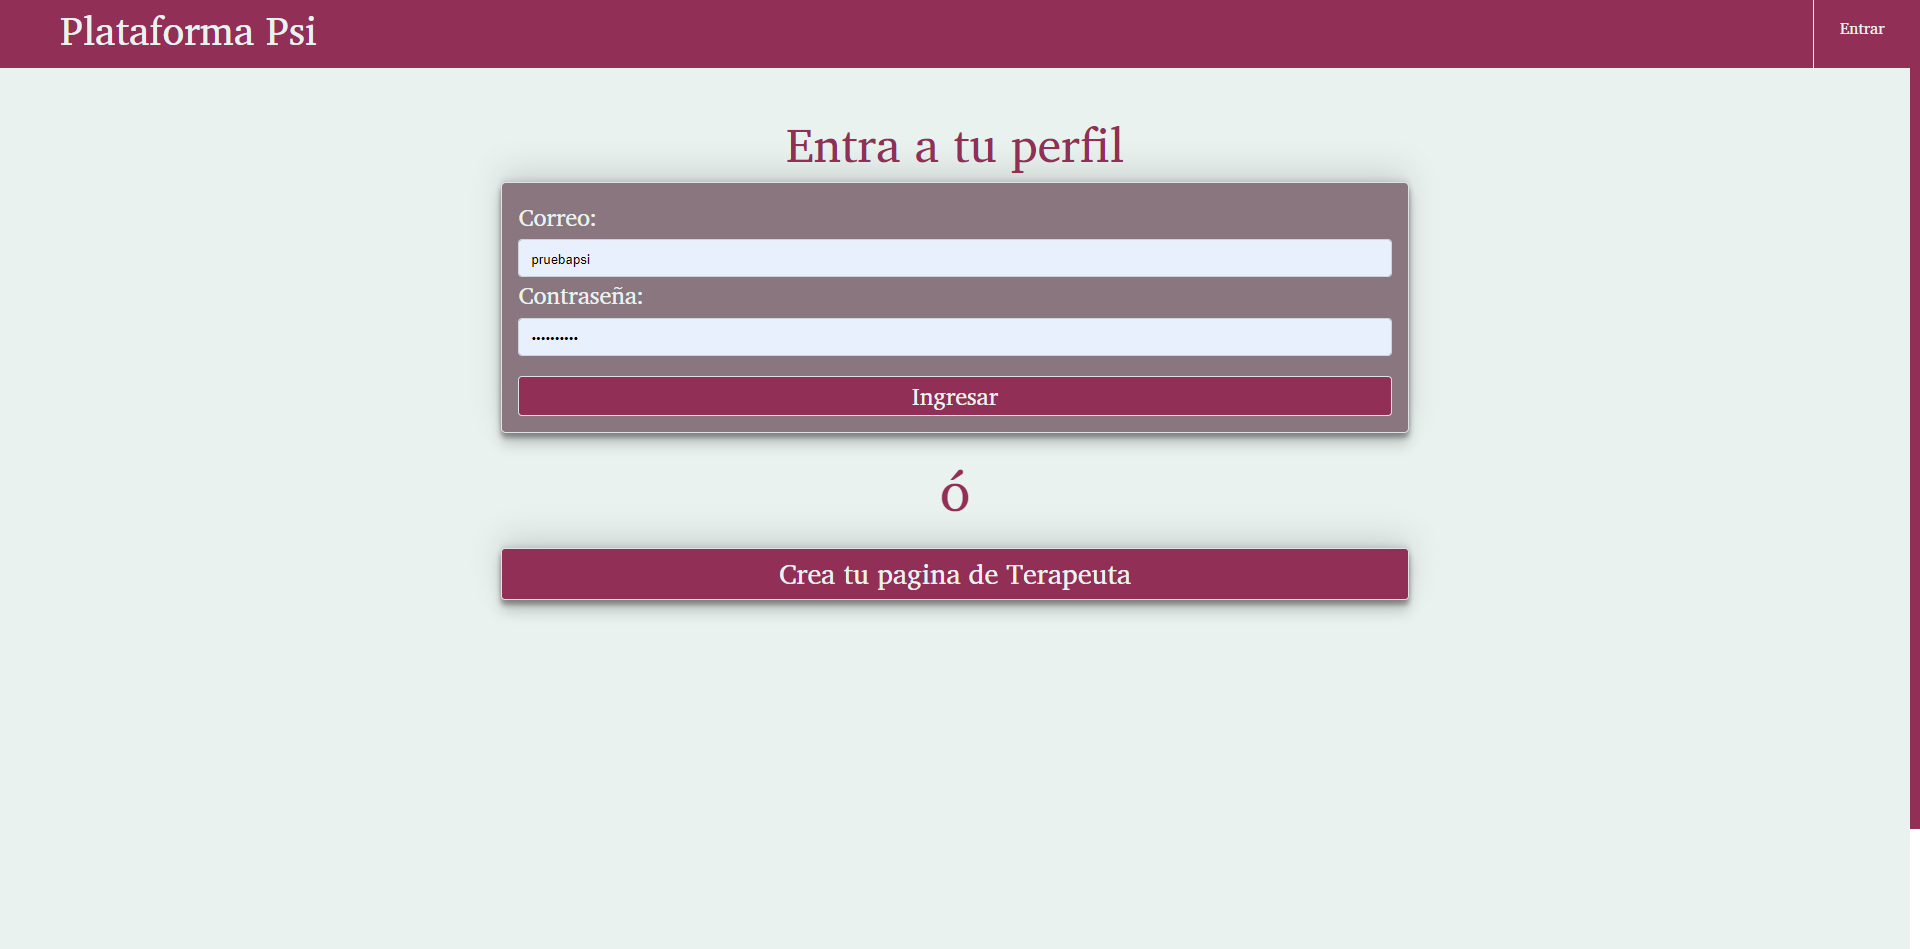 Plataforma Psi
Entrar
Entra a tu perfil
Correo:
pruebapsi
Contraseña:
••••••••••
Ingresar
ó
Crea tu pagina de Terapeuta